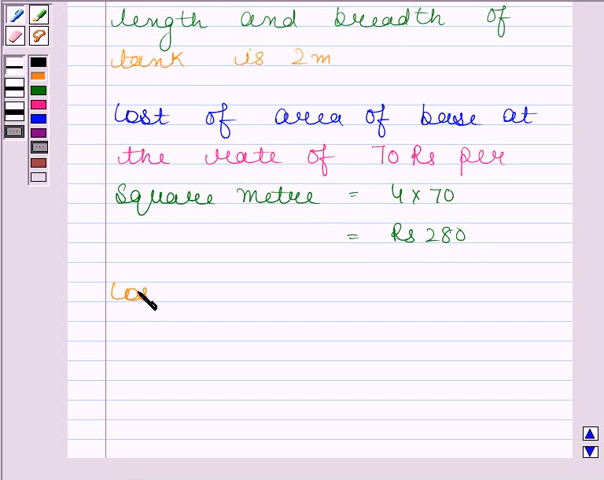 length and breadth of
tank is 2m
Cost of area of base at
the rate of 70 Rs per
Square metre = 4 × 70
= Rs 280
Cos